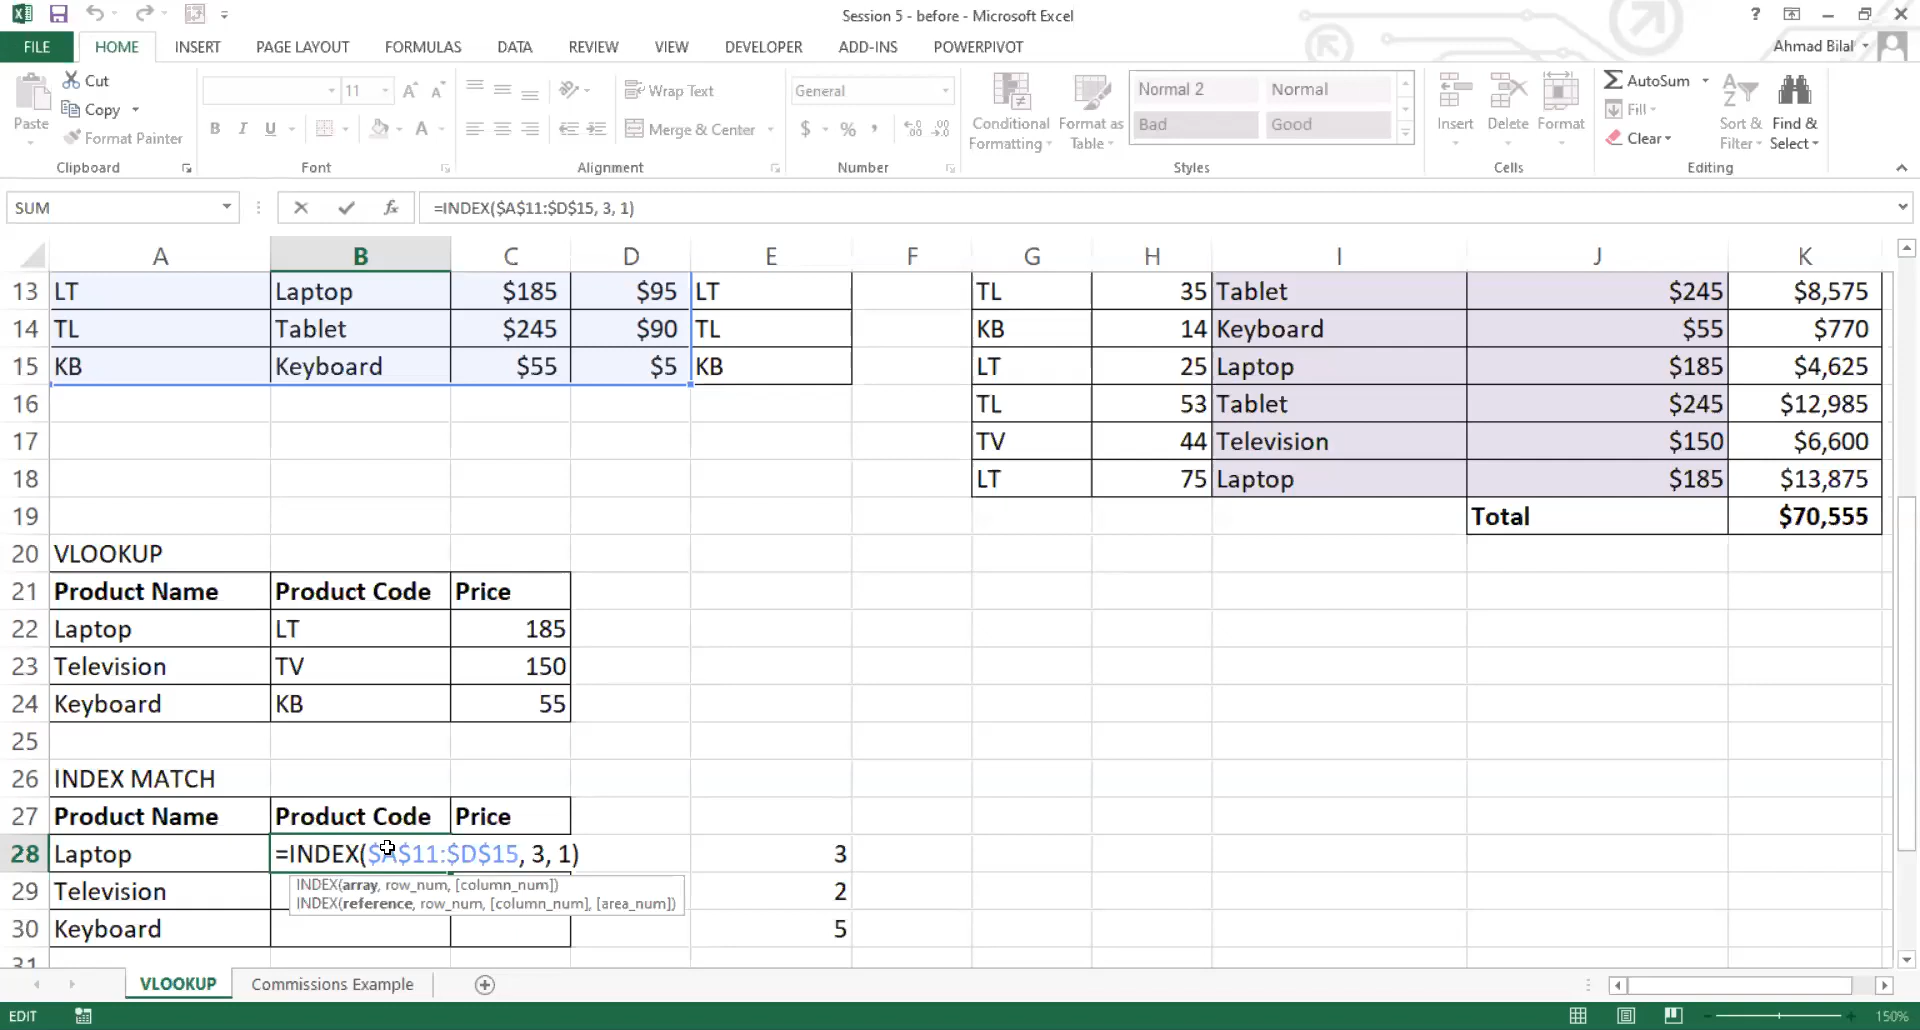 Session 5 - before - Microsoft Excel
?
FILE HOME INSERT PAGE LAYOUT FORMULAS DATA REVIEW VIEW DEVELOPER ADD-INS POWERPIVOT Ahmad Bilal
Paste
Cut
Copy
Format Painter
Clipboard
11 A A
B I U A
Font
Wrap Text
Merge & Center
Alignment
General
$ % ,
Number
Conditional Formatting
Format as Table
Normal 2 Normal
Bad Good
Styles
Insert Delete Format
Cells
AutoSum
Fill
Clear
Sort & Filter
Find & Select
Editing
SUM fx =INDEX($A$11:$D$15, 3, 1)
A B C D E F G H I J K
13 LT Laptop $185 $95 LT TL 35 Tablet $245 $8,575
14 TL Tablet $245 $90 TL KB 14 Keyboard $55 $770
15 KB Keyboard $55 $5 KB LT 25 Laptop $185 $4,625
16 TL 53 Tablet $245 $12,985
17 TV 44 Television $150 $6,600
18 LT 75 Laptop $185 $13,875
19 Total $70,555
20 VLOOKUP
21 Product Name Product Code Price
22 Laptop LT 185
23 Television TV 150
24 Keyboard KB 55
25
26 INDEX MATCH
27 Product Name Product Code Price
28 Laptop =INDEX($A$11:$D$15, 3, 1) 3
29 Television 2
INDEX(array, row_num, [column_num])
INDEX(reference, row_num, [column_num], [area_num])
30 Keyboard 5
31
VLOOKUP Commissions Example
EDIT 150%